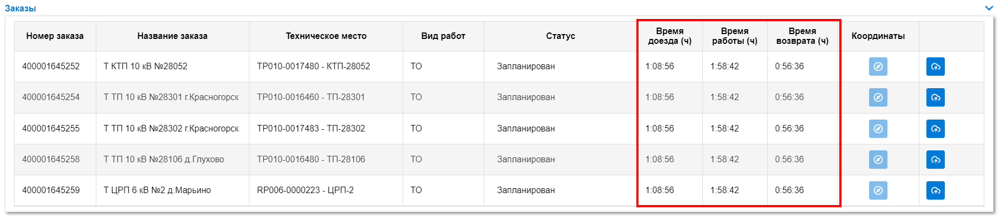 Заказы
Номер заказа Название заказа Техническое место Вид работ Статус Время доезда (ч) Время работы (ч) Время возврата (ч) Координаты
400001645252 Т КТП 10 кВ №28052 TP010-0017480 - КТП-28052 ТО Запланирован 1:08:56 1:58:42 0:56:36
400001645254 Т ТП 10 кВ №28301 г.Красногорск TP010-0016460 - ТП-28301 ТО Запланирован 1:08:56 1:58:42 0:56:36
400001645255 Т ТП 10 кВ №28302 г.Красногорск TP010-0017483 - ТП-28302 ТО Запланирован 1:08:56 1:58:42 0:56:36
400001645258 Т ТП 10 кВ №28106 д.Глухово TP010-0016480 - ТП-28106 ТО Запланирован 1:08:56 1:58:42 0:56:36
400001645259 Т ЦРП 6 кВ №2 д.Марьино RP006-0000223 - ЦРП-2 ТО Запланирован 1:08:56 1:58:42 0:56:36